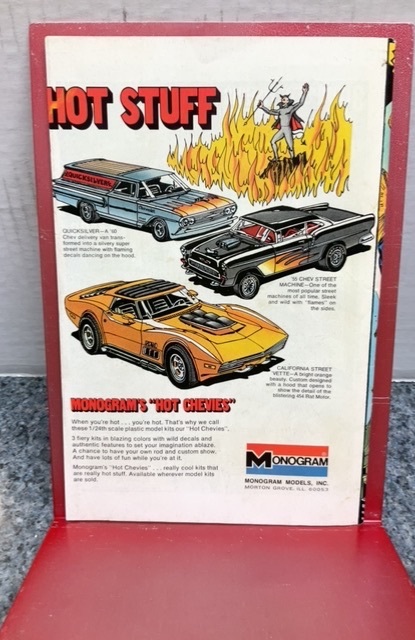 HOT STUFF
QUICKSILVER
QUICKSILVER—A '60
Chev delivery van trans-
formed into a silvery super
street machine with flaming
decals dancing on the hood.
'55 CHEV STREET
MACHINE—One of the
most popular street
machines of all time. Sleek
and wild with "flames" on
the sides.
CALIFORNIA STREET
VETTE—A bright orange
beauty. Custom designed
with a hood that opens to
show the detail of the
blistering 454 Rat Motor.
MONOGRAM'S "HOT CHEVIES"
When you're hot . . . you're hot. That's why we call
these 1/24th scale plastic model kits our "Hot Chevies".
3 fiery kits in blazing colors with wild decals and
authentic features to set your imagination ablaze.
A chance to have your own rod and custom show.
And have lots of fun while you're at it.
Monogram's "Hot Chevies" . . . really cool kits that
are really hot stuff. Available wherever model kits
are sold.
MONOGRAM
MONOGRAM MODELS, INC.
MORTON GROVE, ILL. 60053